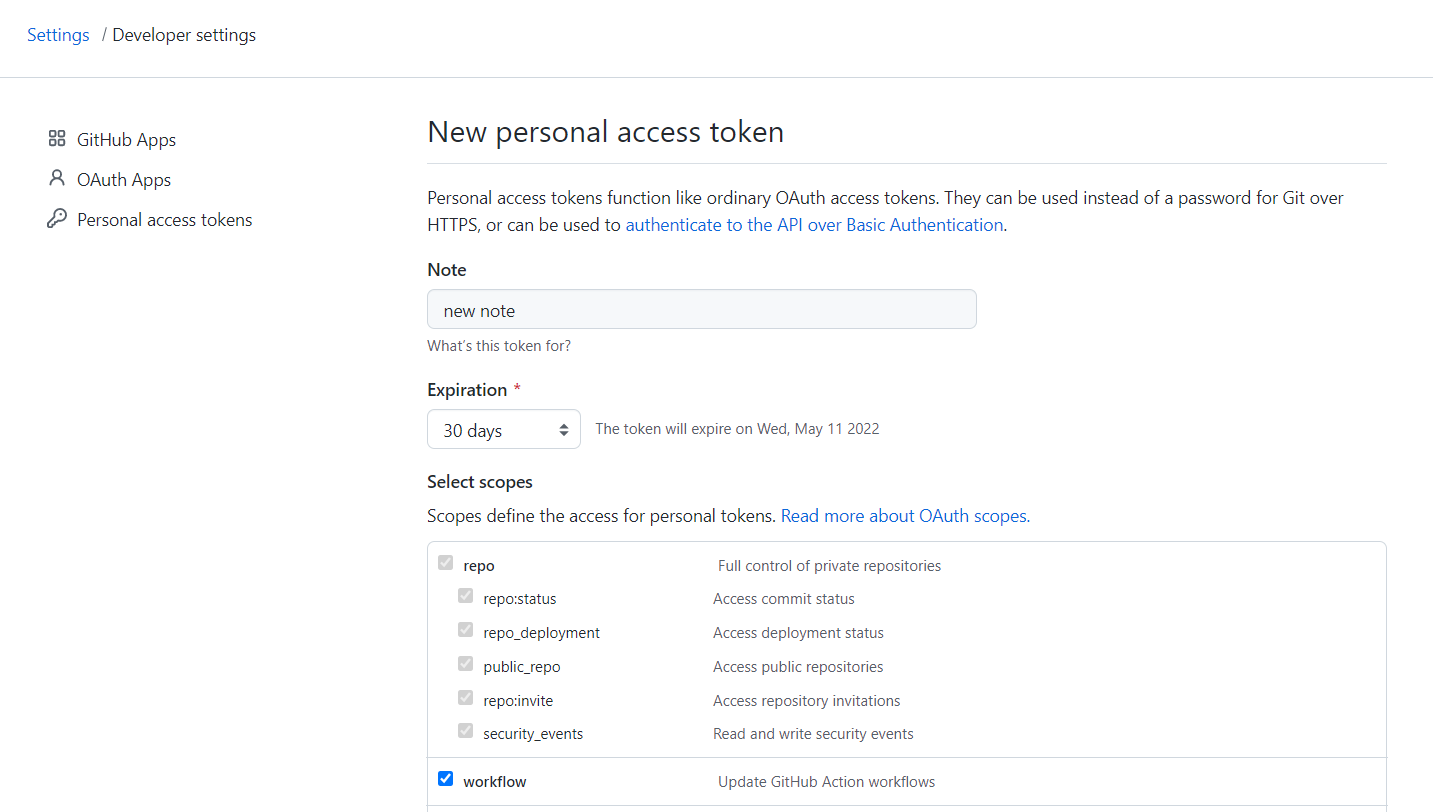 Settings / Developer settings
GitHub Apps
OAuth Apps
Personal access tokens
New personal access token
Personal access tokens function like ordinary OAuth access tokens. They can be used instead of a password for Git over
HTTPS, or can be used to authenticate to the API over Basic Authentication.
Note
new note
What's this token for?
Expiration *
30 days The token will expire on Wed, May 11 2022
Select scopes
Scopes define the access for personal tokens. Read more about OAuth scopes.
repo Full control of private repositories
repo:status Access commit status
repo_deployment Access deployment status
public_repo Access public repositories
repo:invite Access repository invitations
security_events Read and write security events
workflow Update GitHub Action workflows